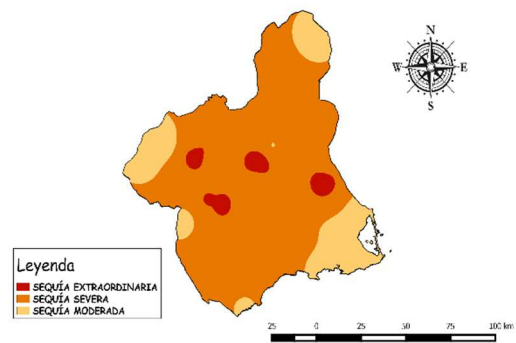 N
W E
S
Leyenda
SEQUÍA EXTRAORDINARIA
SEQUÍA SEVERA
SEQUÍA MODERADA
25 0 25 50 75 100 km